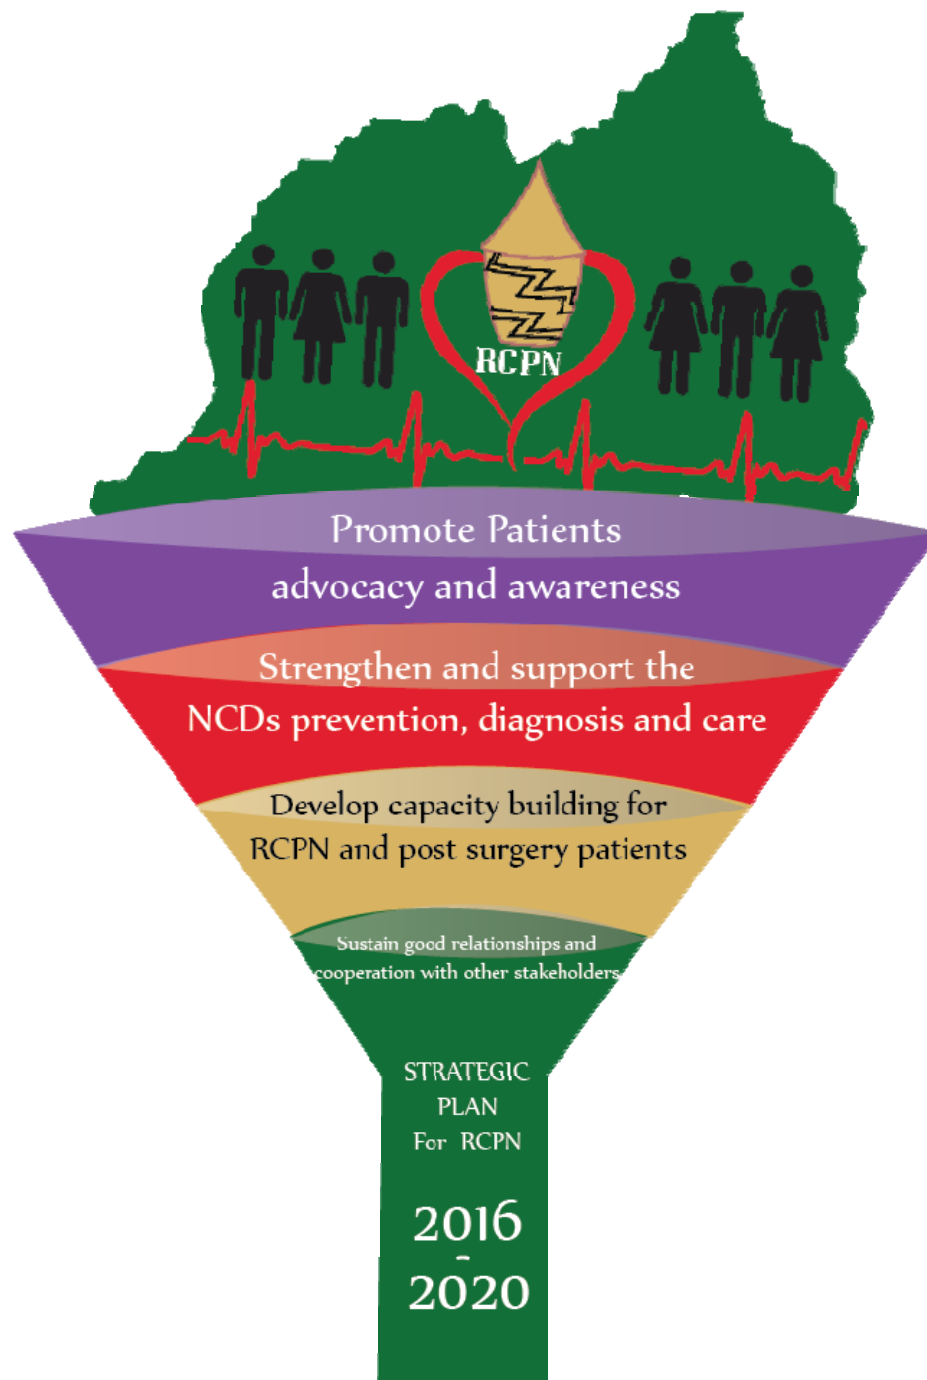 RCPN
Promote Patients
advocacy and awareness
Strengthen and support the
NCDs prevention, diagnosis and care
Develop capacity building for
RCPN and post surgery patients
Sustain good relationships and
cooperation with other stakeholders
STRATEGIC
PLAN
For RCPN
2016
-
2020